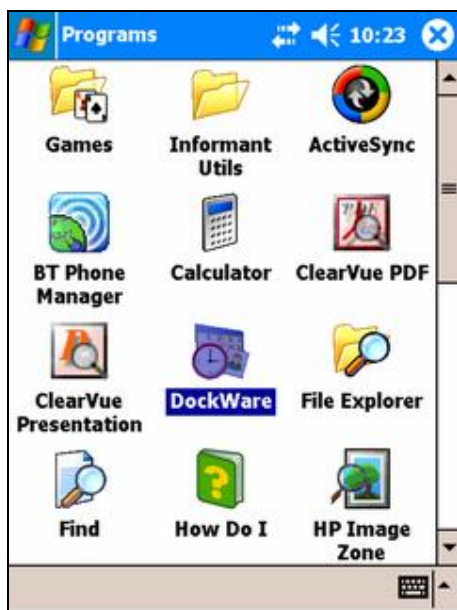 Programs 10:23
Games Informant Utils ActiveSync
BT Phone Manager Calculator ClearVue PDF
ClearVue Presentation DockWare File Explorer
Find How Do I HP Image Zone